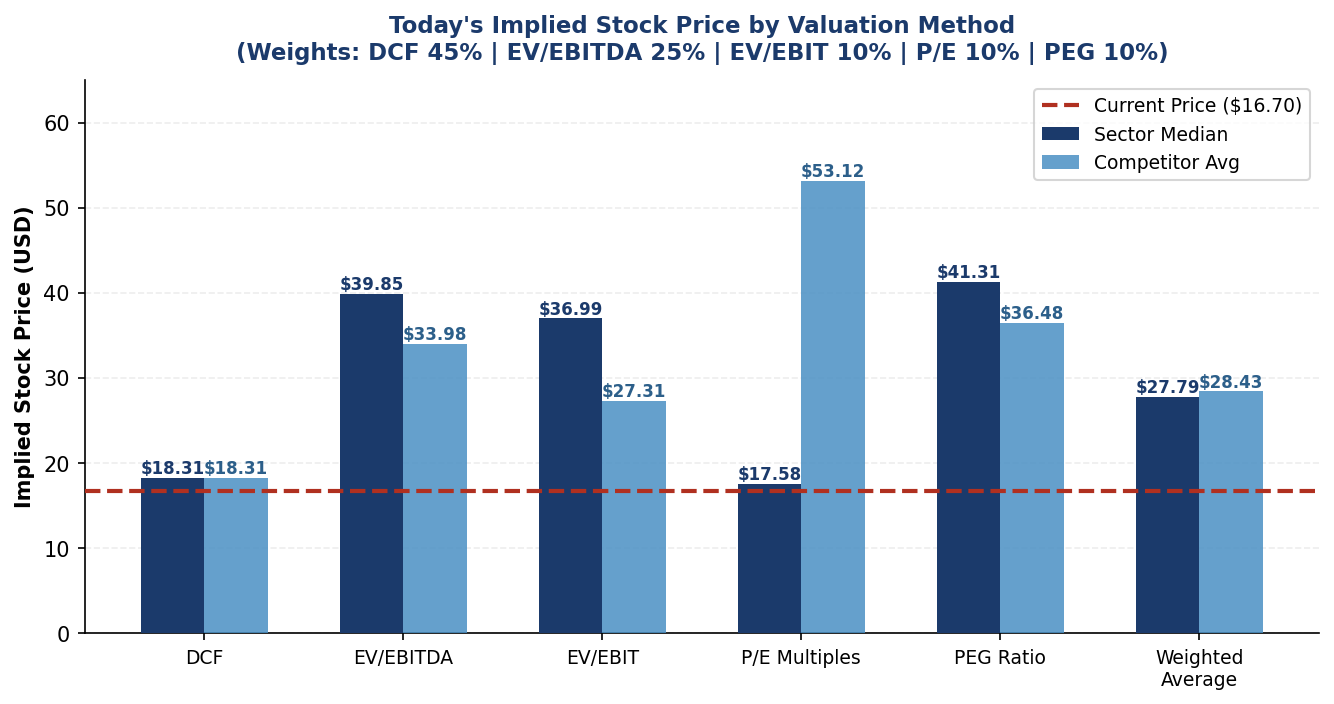 Today's Implied Stock Price by Valuation Method
(Weights: DCF 45% | EV/EBITDA 25% | EV/EBIT 10% | P/E 10% | PEG 10%)
Current Price ($16.70)
Sector Median
Competitor Avg
Implied Stock Price (USD)
60
50
40
30
20
10
0
$18.31
$18.31
$39.85
$33.98
$36.99
$27.31
$17.58
$53.12
$41.31
$36.48
$27.79
$28.43
DCF
EV/EBITDA
EV/EBIT
P/E Multiples
PEG Ratio
Weighted
Average